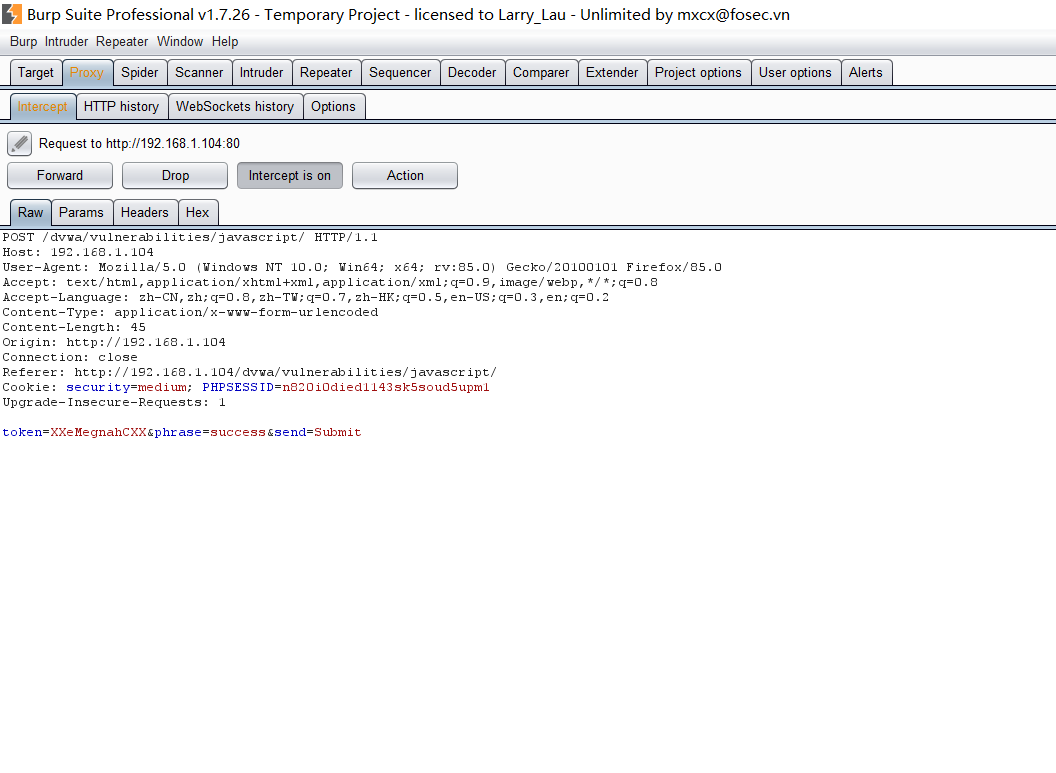 Burp Suite Professional v1.7.26 - Temporary Project - licensed to Larry_Lau - Unlimited by mxcx@fosec.vn
Burp Intruder Repeater Window Help
Target Proxy Spider Scanner Intruder Repeater Sequencer Decoder Comparer Extender Project options User options Alerts
Intercept HTTP history WebSockets history Options
Request to http://192.168.1.104:80
Forward Drop Intercept is on Action
Raw Params Headers Hex
POST /dvwa/vulnerabilities/javascript/ HTTP/1.1
Host: 192.168.1.104
User-Agent: Mozilla/5.0 (Windows NT 10.0; Win64; x64; rv:85.0) Gecko/20100101 Firefox/85.0
Accept: text/html,application/xhtml+xml,application/xml;q=0.9,image/webp,*/*;q=0.8
Accept-Language: zh-CN,zh;q=0.8,zh-TW;q=0.7,zh-HK;q=0.5,en-US;q=0.3,en;q=0.2
Content-Type: application/x-www-form-urlencoded
Content-Length: 45
Origin: http://192.168.1.104
Connection: close
Referer: http://192.168.1.104/dvwa/vulnerabilities/javascript/
Cookie: security=medium; PHPSESSID=n820i0died1143sk5soud5upm1
Upgrade-Insecure-Requests: 1
token=XXeMegnahCXX&phrase=success&send=Submit